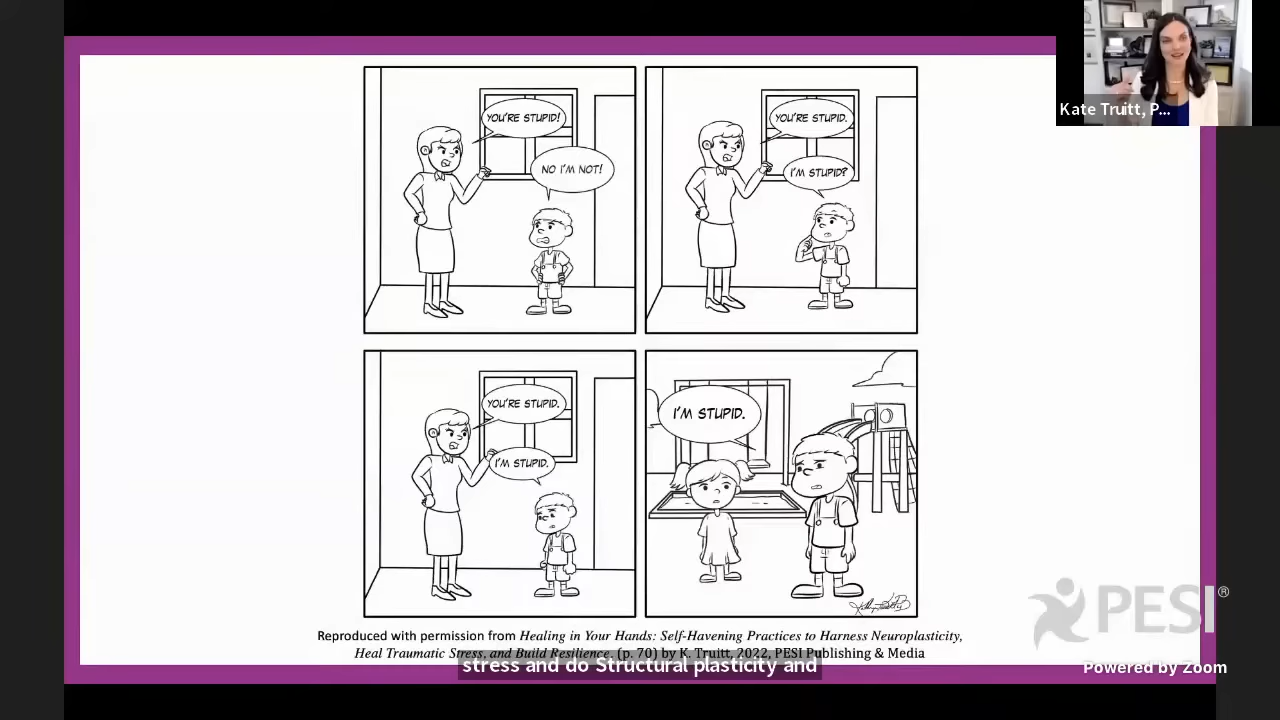 Kate Truitt, P...
YOU'RE STUPID!
NO I'M NOT!
YOU'RE STUPID.
I'M STUPID?
YOU'RE STUPID.
I'M STUPID.
I'M STUPID.
PESI®
Reproduced with permission from Healing in Your Hands: Self-Havening Practices to Harness Neuroplasticity,
Heal Traumatic Stress, and Build Resilience. (p. 70) by K. Truitt, 2022, PESI Publishing & Media
stress and do Structural plasticity and
Powered by Zoom